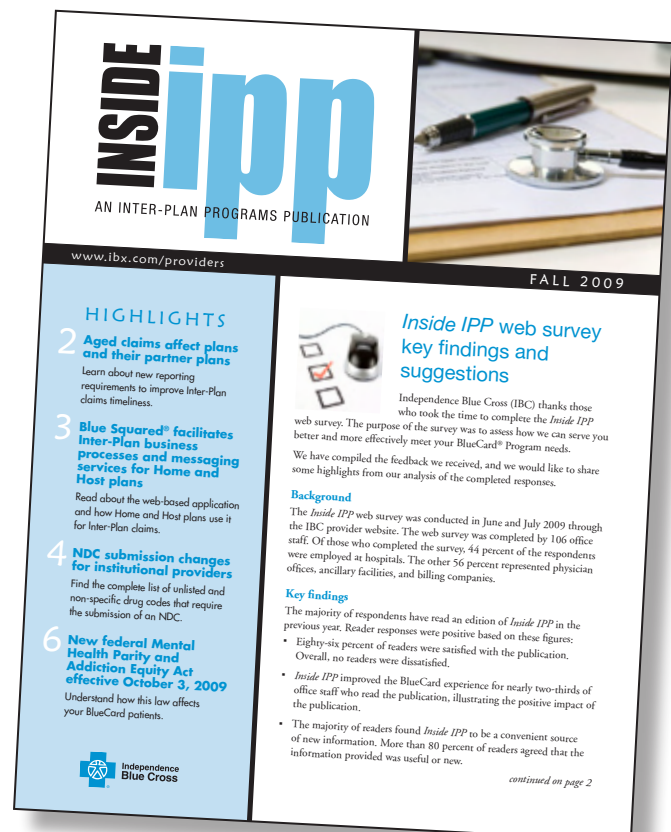 INSIDE
ipp
AN INTER-PLAN PROGRAMS PUBLICATION
www.ibx.com/providers
FALL 2009
HIGHLIGHTS
2
Aged claims affect plans
and their partner plans
Learn about new reporting
requirements to improve Inter-Plan
claims timeliness.
3
Blue Squared® facilitates
Inter-Plan business
processes and messaging
services for Home and
Host plans
Read about the web-based application
and how Home and Host plans use it
for Inter-Plan claims.
4
NDC submission changes
for institutional providers
Find the complete list of unlisted and
non-specific drug codes that require
the submission of an NDC.
6
New federal Mental
Health Parity and
Addiction Equity Act
effective October 3, 2009
Understand how this law affects
your BlueCard patients.
Independence
Blue Cross
Inside IPP web survey
key findings and
suggestions
Independence Blue Cross (IBC) thanks those
who took the time to complete the Inside IPP
web survey. The purpose of the survey was to assess how we can serve you
better and more effectively meet your BlueCard® Program needs.
We have compiled the feedback we received, and we would like to share
some highlights from our analysis of the completed responses.
Background
The Inside IPP web survey was conducted in June and July 2009 through
the IBC provider website. The web survey was completed by 106 office
staff. Of those who completed the survey, 44 percent of the respondents
were employed at hospitals. The other 56 percent represented physician
offices, ancillary facilities, and billing companies.
Key findings
The majority of respondents have read an edition of Inside IPP in the
previous year. Reader responses were positive based on these figures:
▪ Eighty-six percent of readers were satisfied with the publication.
Overall, no readers were dissatisfied.
▪ Inside IPP improved the BlueCard experience for nearly two-thirds of
office staff who read the publication, illustrating the positive impact of
the publication.
▪ The majority of readers found Inside IPP to be a convenient source
of new information. More than 80 percent of readers agreed that the
information provided was useful or new.
continued on page 2